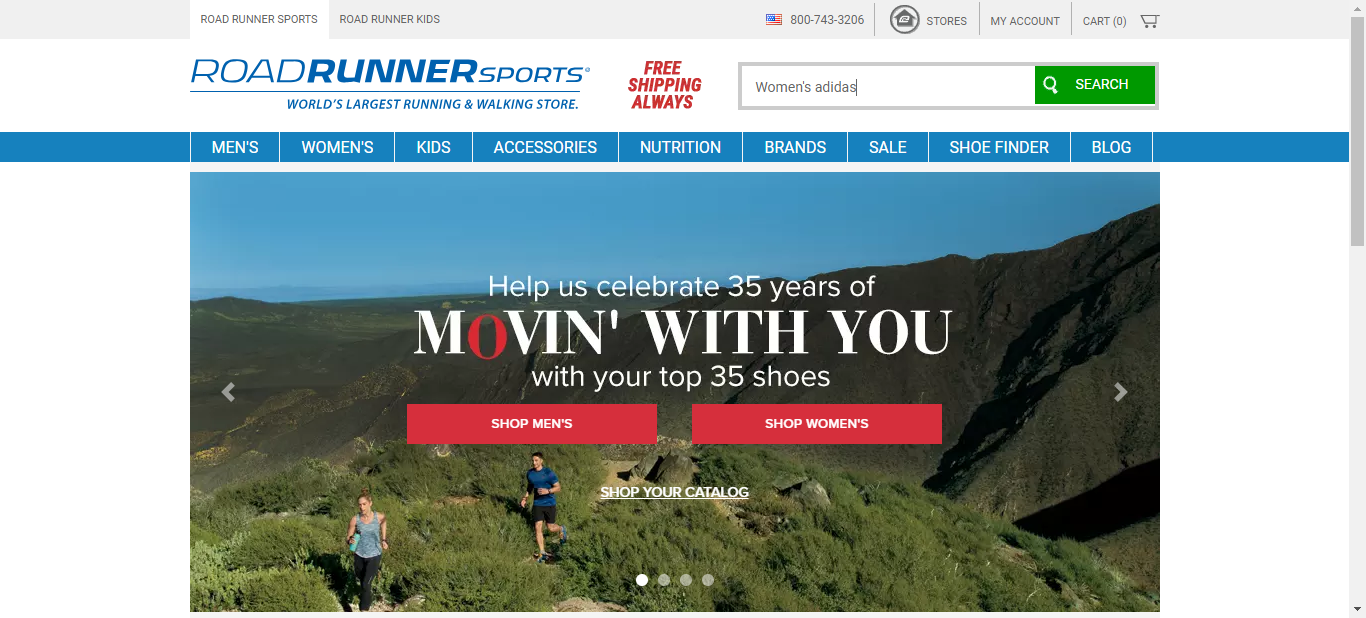 ROAD RUNNER SPORTS
ROAD RUNNER KIDS
800-743-3206
STORES
MY ACCOUNT
CART (0)
ROADRUNNERSPORTS®
WORLD'S LARGEST RUNNING & WALKING STORE.
FREE
SHIPPING
ALWAYS
Women's adidas
SEARCH
MEN'S
WOMEN'S
KIDS
ACCESSORIES
NUTRITION
BRANDS
SALE
SHOE FINDER
BLOG
Help us celebrate 35 years of
MOVIN' WITH YOU
with your top 35 shoes
SHOP MEN'S
SHOP WOMEN'S
SHOP YOUR CATALOG